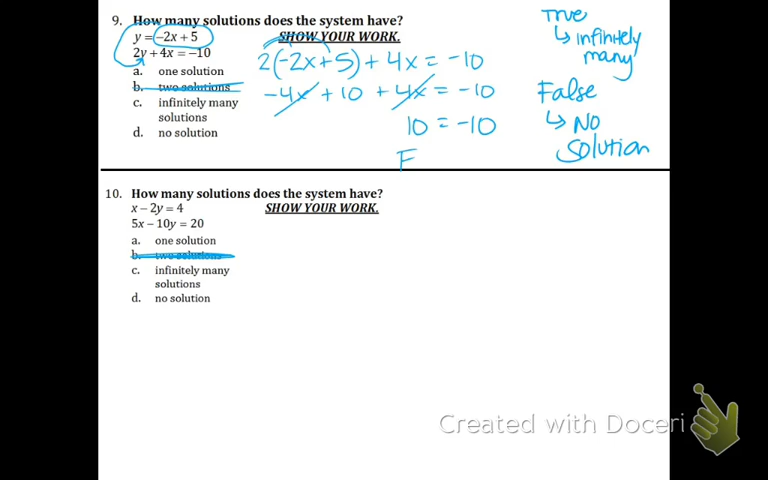 9. How many solutions does the system have?
y = -2x + 5
SHOW YOUR WORK.
2y + 4x = -10
a. one solution
b. two solutions
c. infinitely many
solutions
d. no solution
2(-2x+5) + 4x = -10
-4x + 10 + 4x = -10
10 = -10
F
True
↳ infinitely
many
False
↳ No
Solution
10. How many solutions does the system have?
x – 2y = 4
SHOW YOUR WORK.
5x – 10y = 20
a. one solution
b. two solutions
c. infinitely many
solutions
d. no solution
Created with Doceri